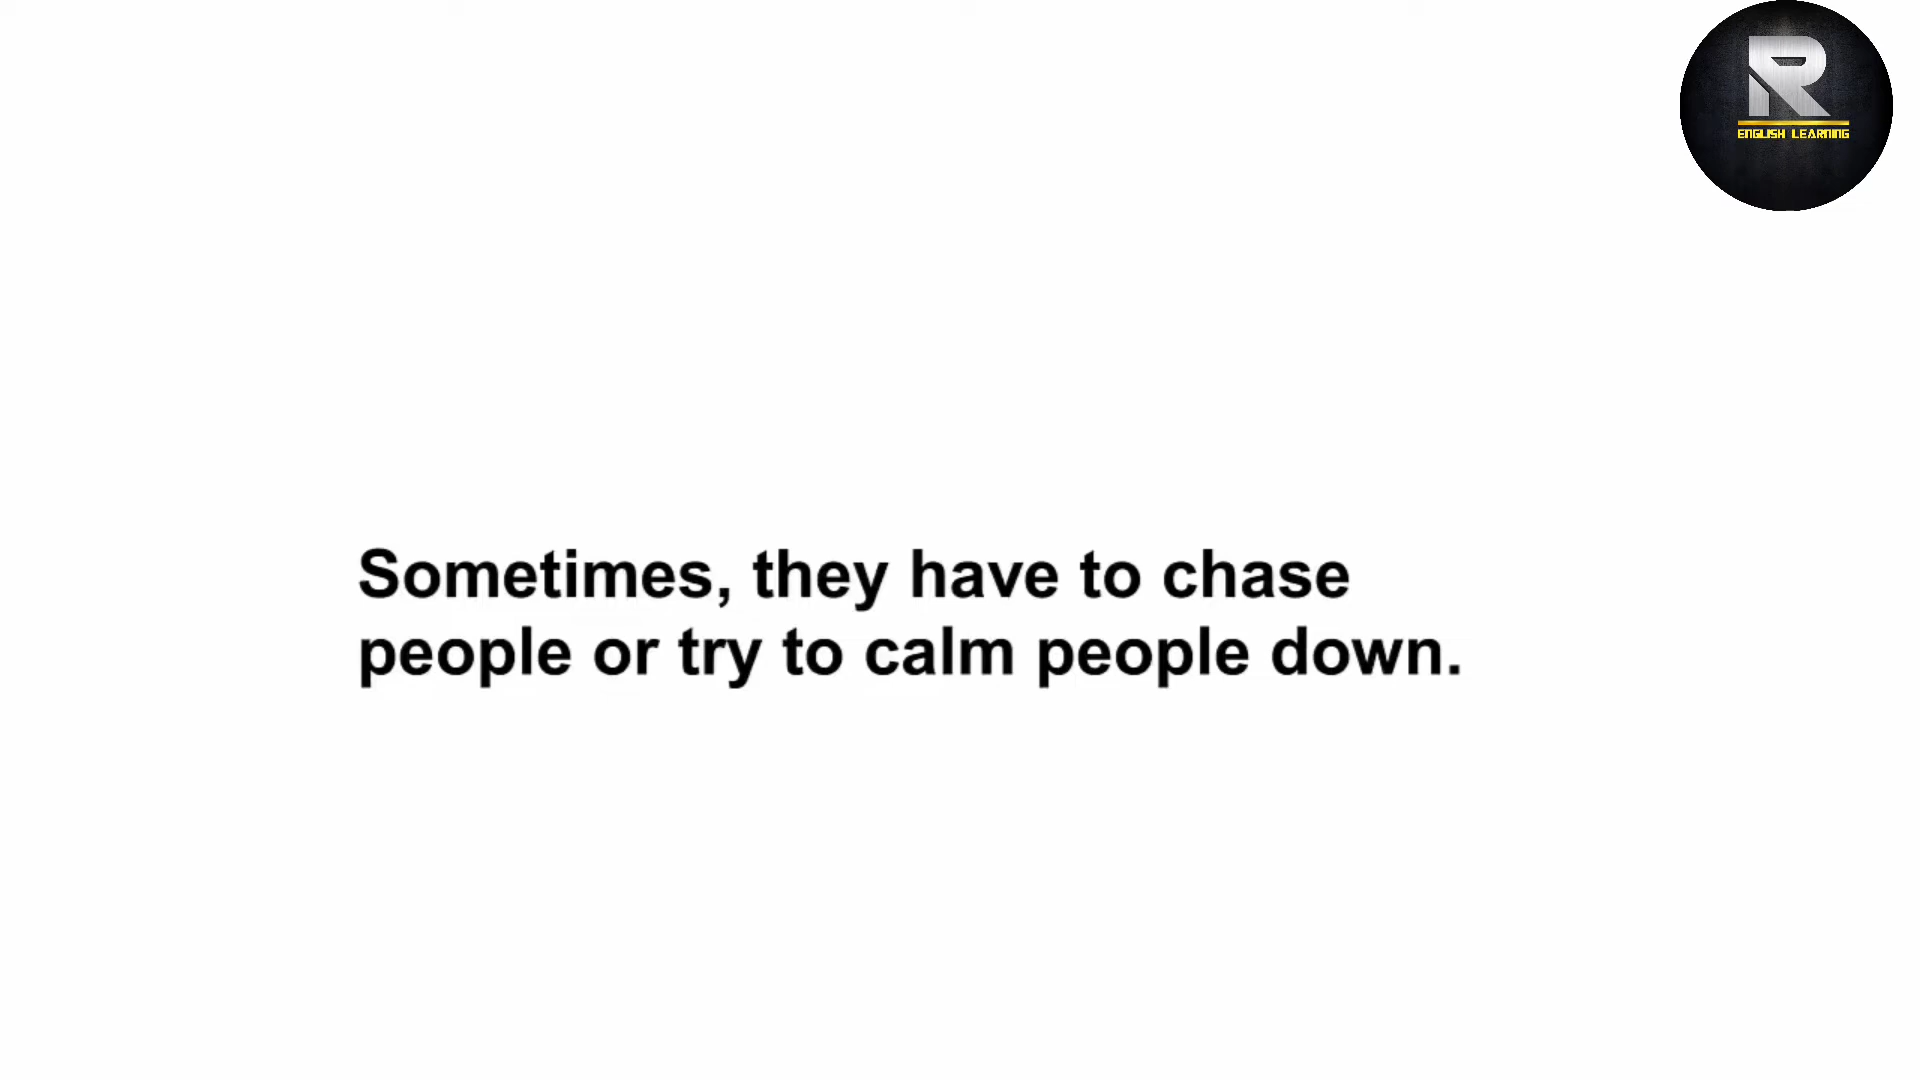 R
ENGLISH LEARNING
Sometimes, they have to chase
people or try to calm people down.